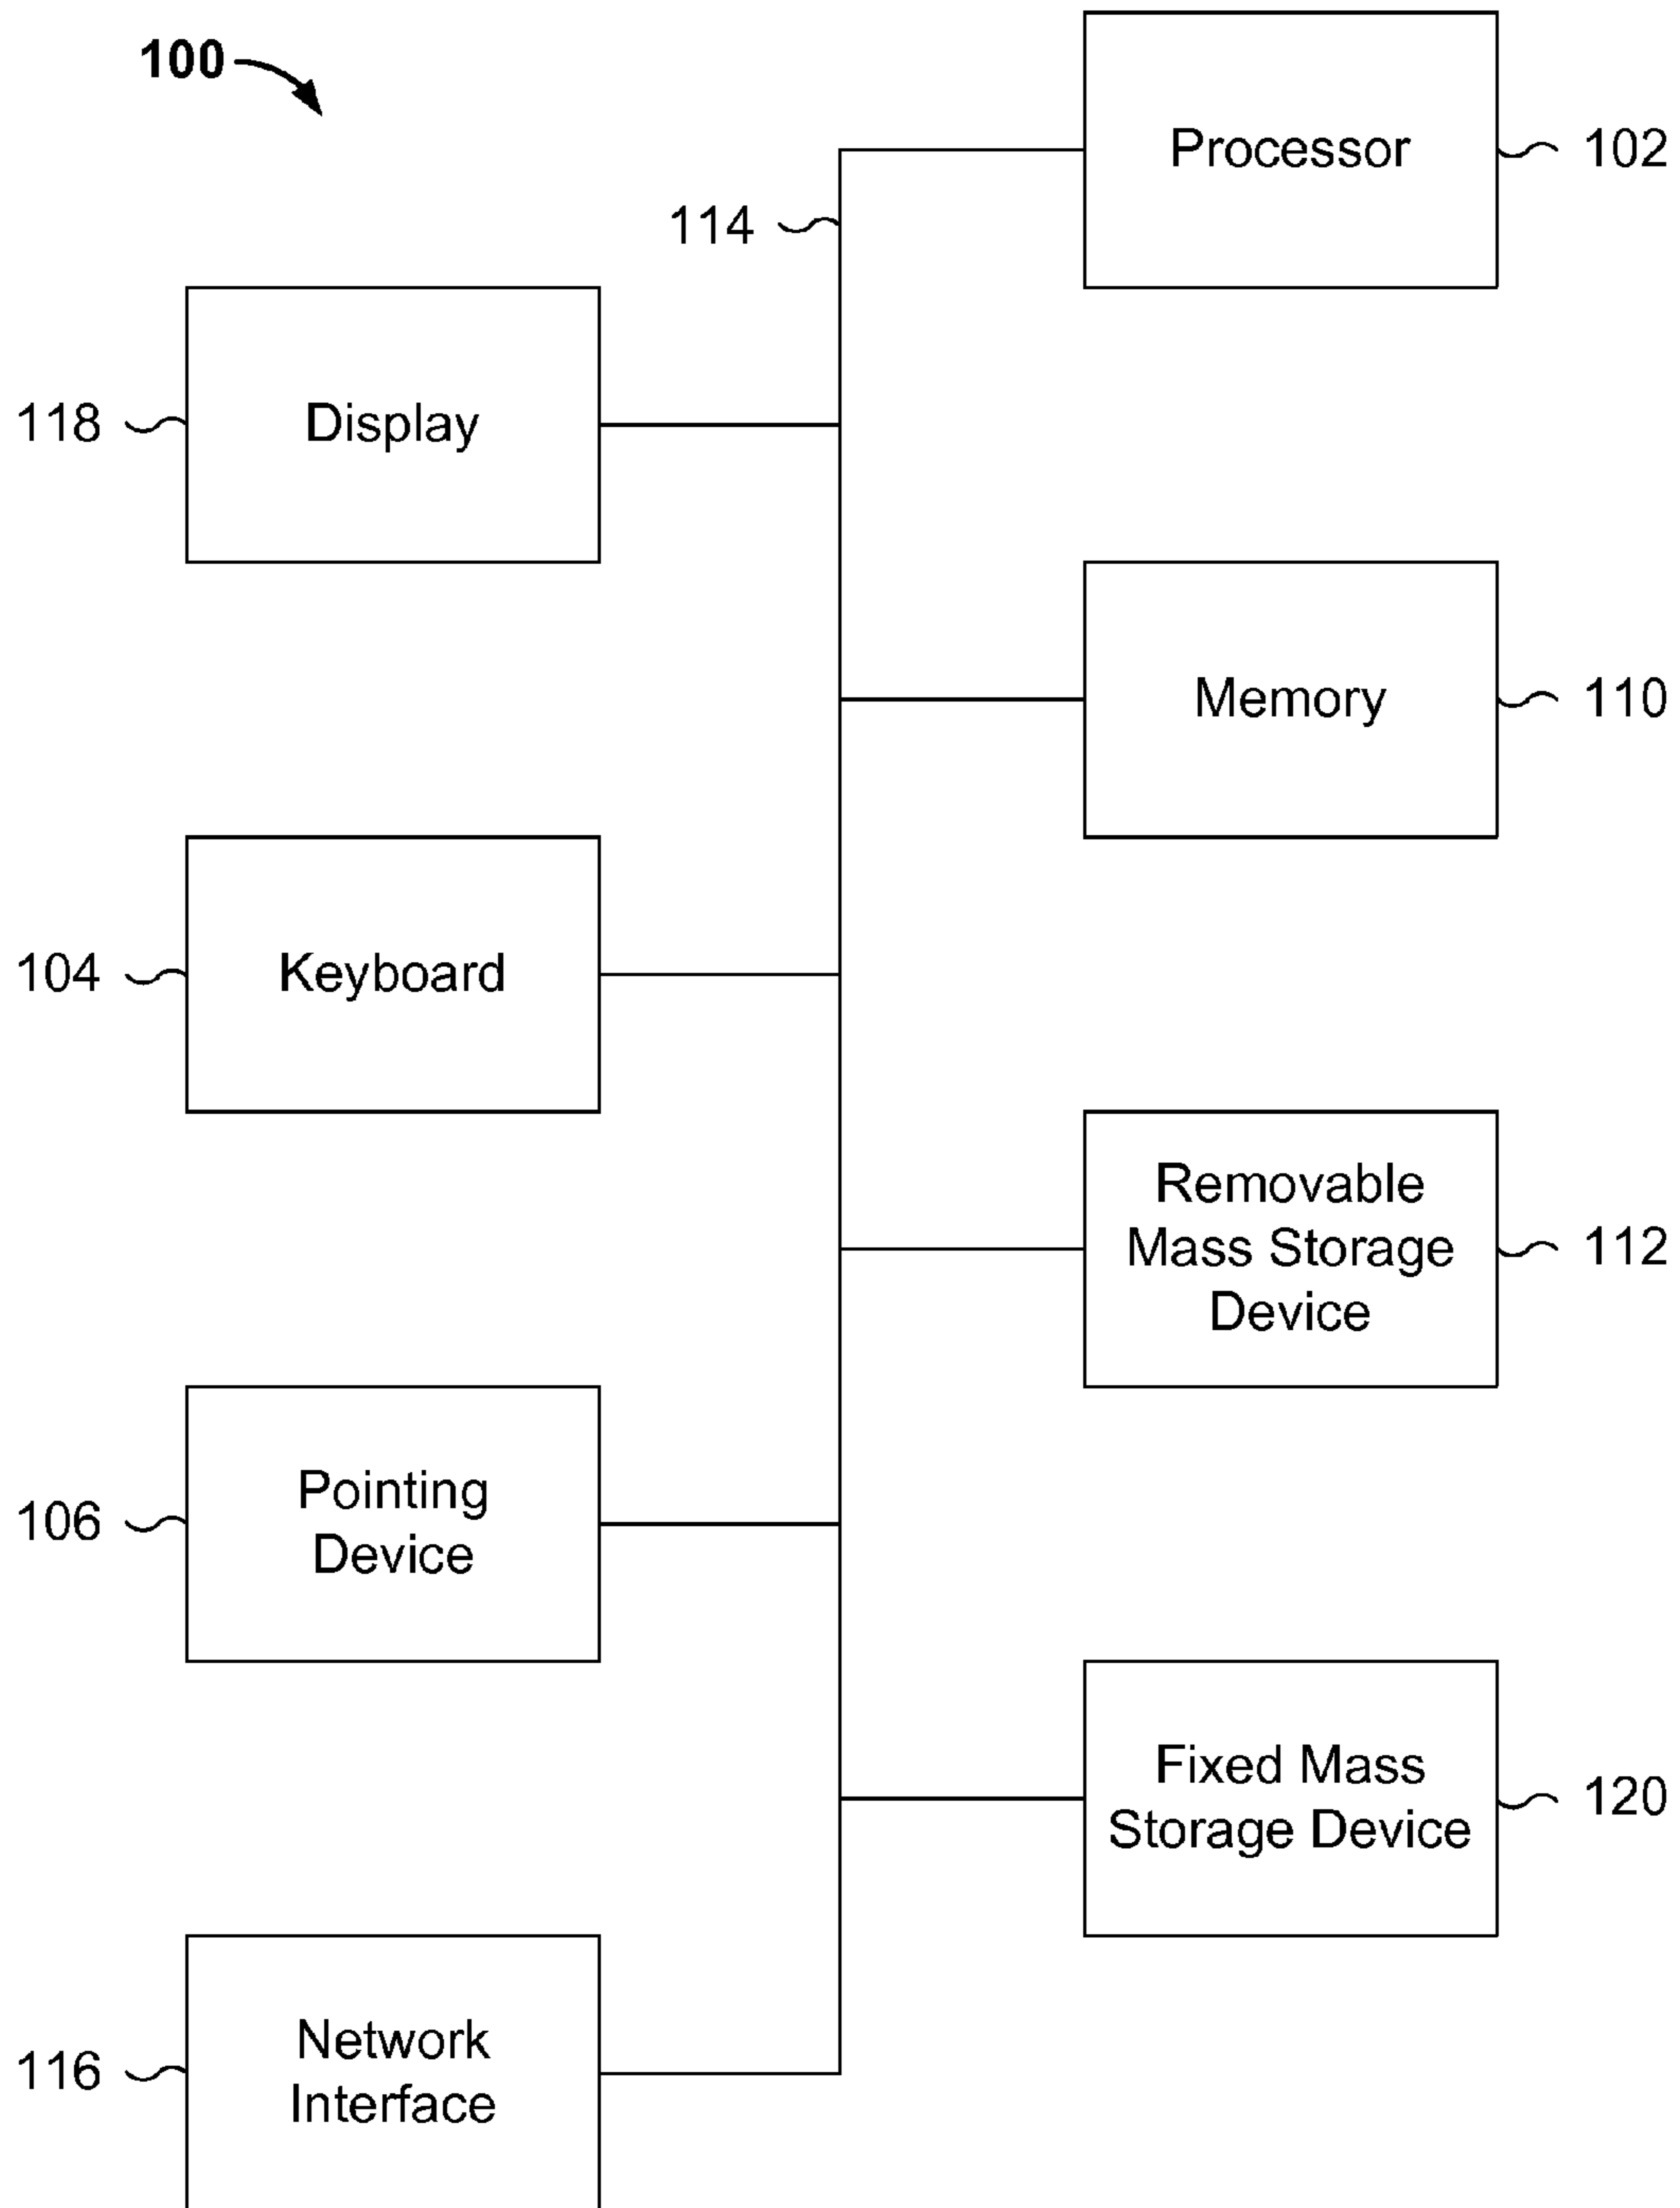 100
Processor
102
114
118
Display
Memory
110
104
Keyboard
Removable
Mass Storage
Device
112
106
Pointing
Device
Fixed Mass
Storage Device
120
116
Network
Interface